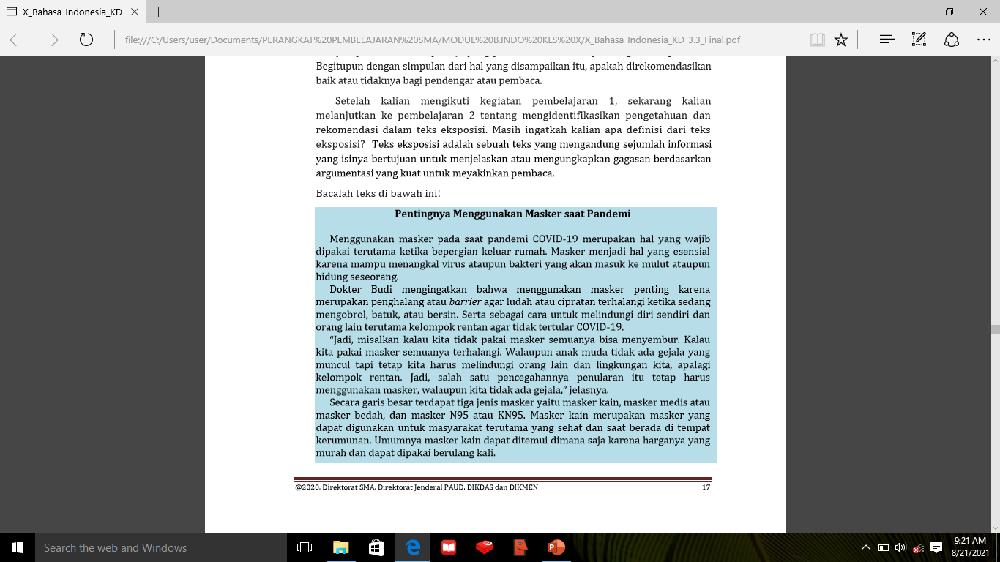 X_Bahasa-Indonesia_KD
file:///C:/Users/user/Documents/PERANGKAT%20PEMBELAJARAN%20SMA/MODUL%20B.INDO%20KLS%20X/X_Bahasa-Indonesia_KD-3.3_Final.pdf
Begitupun dengan simpulan dari hal yang disampaikan itu, apakah direkomendasikan
baik atau tidaknya bagi pendengar atau pembaca.
Setelah kalian mengikuti kegiatan pembelajaran 1, sekarang kalian
melanjutkan ke pembelajaran 2 tentang mengidentifikasikan pengetahuan dan
rekomendasi dalam teks eksposisi. Masih ingatkah kalian apa definisi dari teks
eksposisi? Teks eksposisi adalah sebuah teks yang mengandung sejumlah informasi
yang isinya bertujuan untuk menjelaskan atau mengungkapkan gagasan berdasarkan
argumentasi yang kuat untuk meyakinkan pembaca.
Bacalah teks di bawah ini!
Pentingnya Menggunakan Masker saat Pandemi
Menggunakan masker pada saat pandemi COVID-19 merupakan hal yang wajib
dipakai terutama ketika bepergian keluar rumah. Masker menjadi hal yang esensial
karena mampu menangkal virus ataupun bakteri yang akan masuk ke mulut ataupun
hidung seseorang.
Dokter Budi mengingatkan bahwa menggunakan masker penting karena
merupakan penghalang atau barrier agar ludah atau cipratan terhalangi ketika sedang
mengobrol, batuk, atau bersin. Serta sebagai cara untuk melindungi diri sendiri dan
orang lain terutama kelompok rentan agar tidak tertular COVID-19.
“Jadi, misalkan kalau kita tidak pakai masker semuanya bisa menyembur. Kalau
kita pakai masker semuanya terhalangi. Walaupun anak muda tidak ada gejala yang
muncul tapi tetap kita harus melindungi orang lain dan lingkungan kita, apalagi
kelompok rentan. Jadi, salah satu pencegahannya penularan itu tetap harus
menggunakan masker, walaupun kita tidak ada gejala,” jelasnya.
Secara garis besar terdapat tiga jenis masker yaitu masker kain, masker medis atau
masker bedah, dan masker N95 atau KN95. Masker kain merupakan masker yang
dapat digunakan untuk masyarakat terutama yang sehat dan saat berada di tempat
kerumunan. Umumnya masker kain dapat ditemui dimana saja karena harganya yang
murah dan dapat dipakai berulang kali.
@2020, Direktorat SMA, Direktorat Jenderal PAUD, DIKDAS dan DIKMEN 17
Search the web and Windows
9:21 AM
8/21/2021